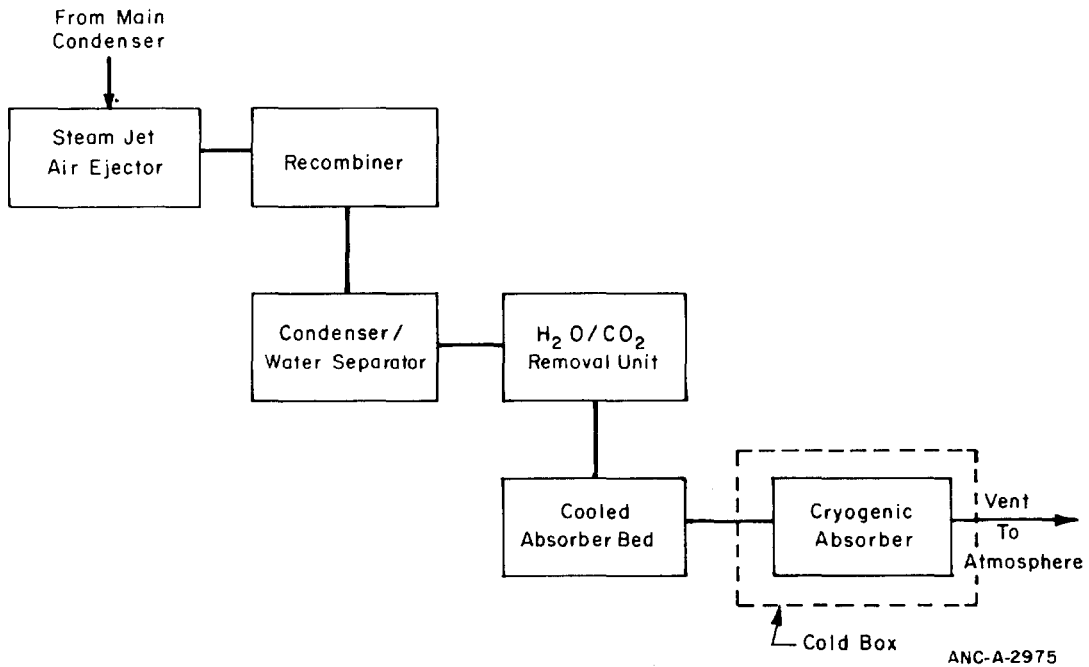 From Main
Condenser
Steam Jet
Air Ejector
Recombiner
Condenser/
Water Separator
H₂O/CO₂
Removal Unit
Cooled
Absorber Bed
Cryogenic
Absorber
Vent
To
Atmosphere
Cold Box
ANC-A-2975